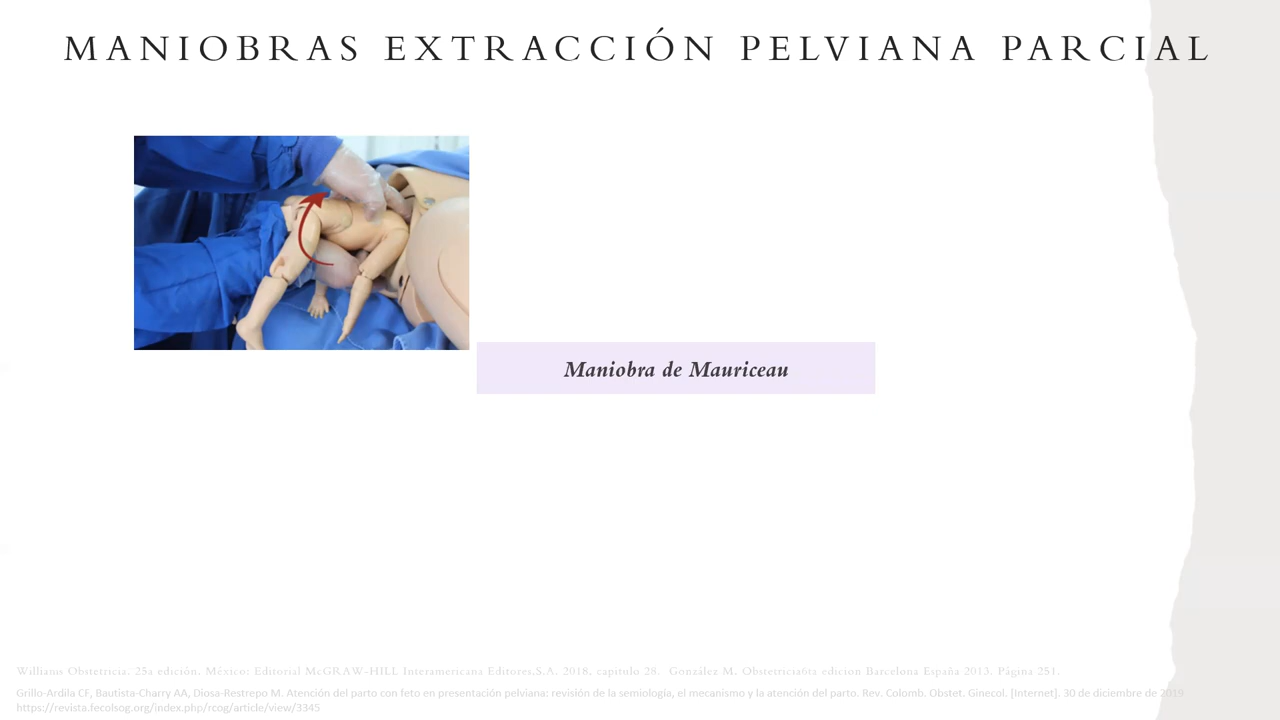 MANIOBRAS EXTRACCIÓN PELVIANA PARCIAL
Maniobra de Mauriceau
Willians Obstetricia. 25a edición. México: Editorial McGRAW-HILL Interamericana Editores,S.A. 2018. capitulo 28. González M. Obstetricia6ta edicion Barcelona España 2013. Página 251.
Grillo-Ardila CF, Bautista-Charry AA, Diosa-Restrepo M. Atención del parto con feto en presentación pelviana: revisión de la semiología, el mecanismo y la atención del parto. Rev. Colomb. Obstet. Ginecol. [Internet]. 30 de diciembre de 2019
https://revista.fecolsog.org/index.php/rcog/article/view/3345